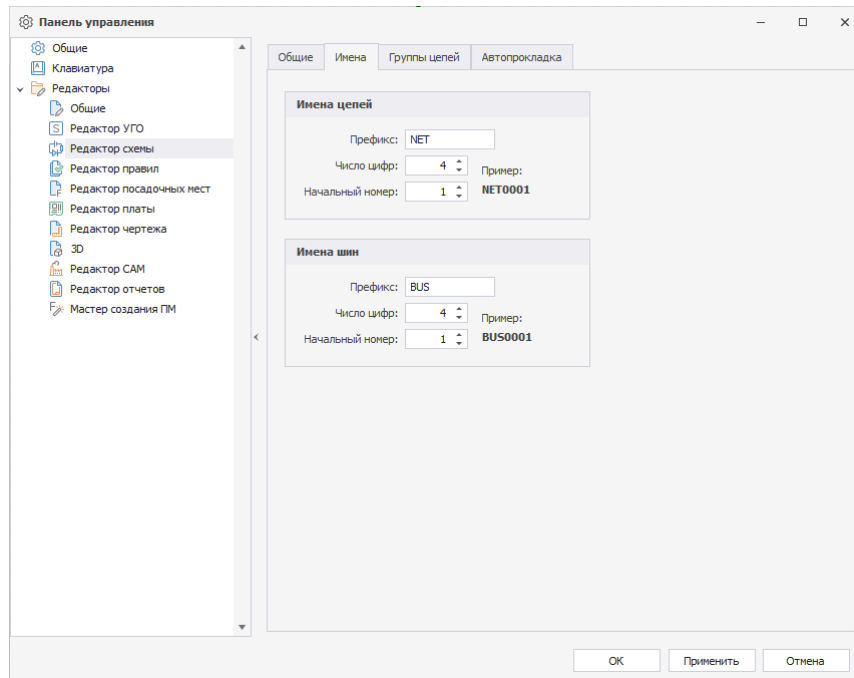 Панель управления
Общие
Клавиатура
Редакторы
Общие
Редактор УГО
Редактор схемы
Редактор правил
Редактор посадочных мест
Редактор платы
Редактор чертежа
3D
Редактор CAM
Редактор отчетов
Мастер создания ПМ
Общие Имена Группы цепей Автопрокладка
Имена цепей
Префикс: NET
Число цифр: 4 Пример:
Начальный номер: 1 NET0001
Имена шин
Префикс: BUS
Число цифр: 4 Пример:
Начальный номер: 1 BUS0001
ОК Применить Отмена